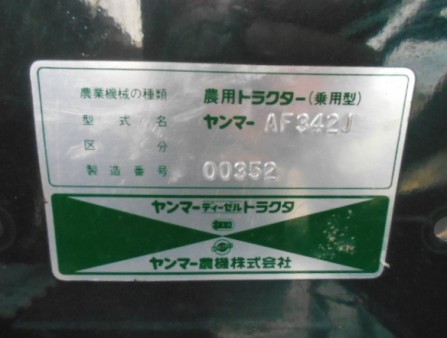 農業機械の種類 農用トラクター(乗用型)
型式名 ヤンマー AF342J
区分
製造番号 00352
ヤンマーディーゼルトラクタ
ヤンマー農機株式会社